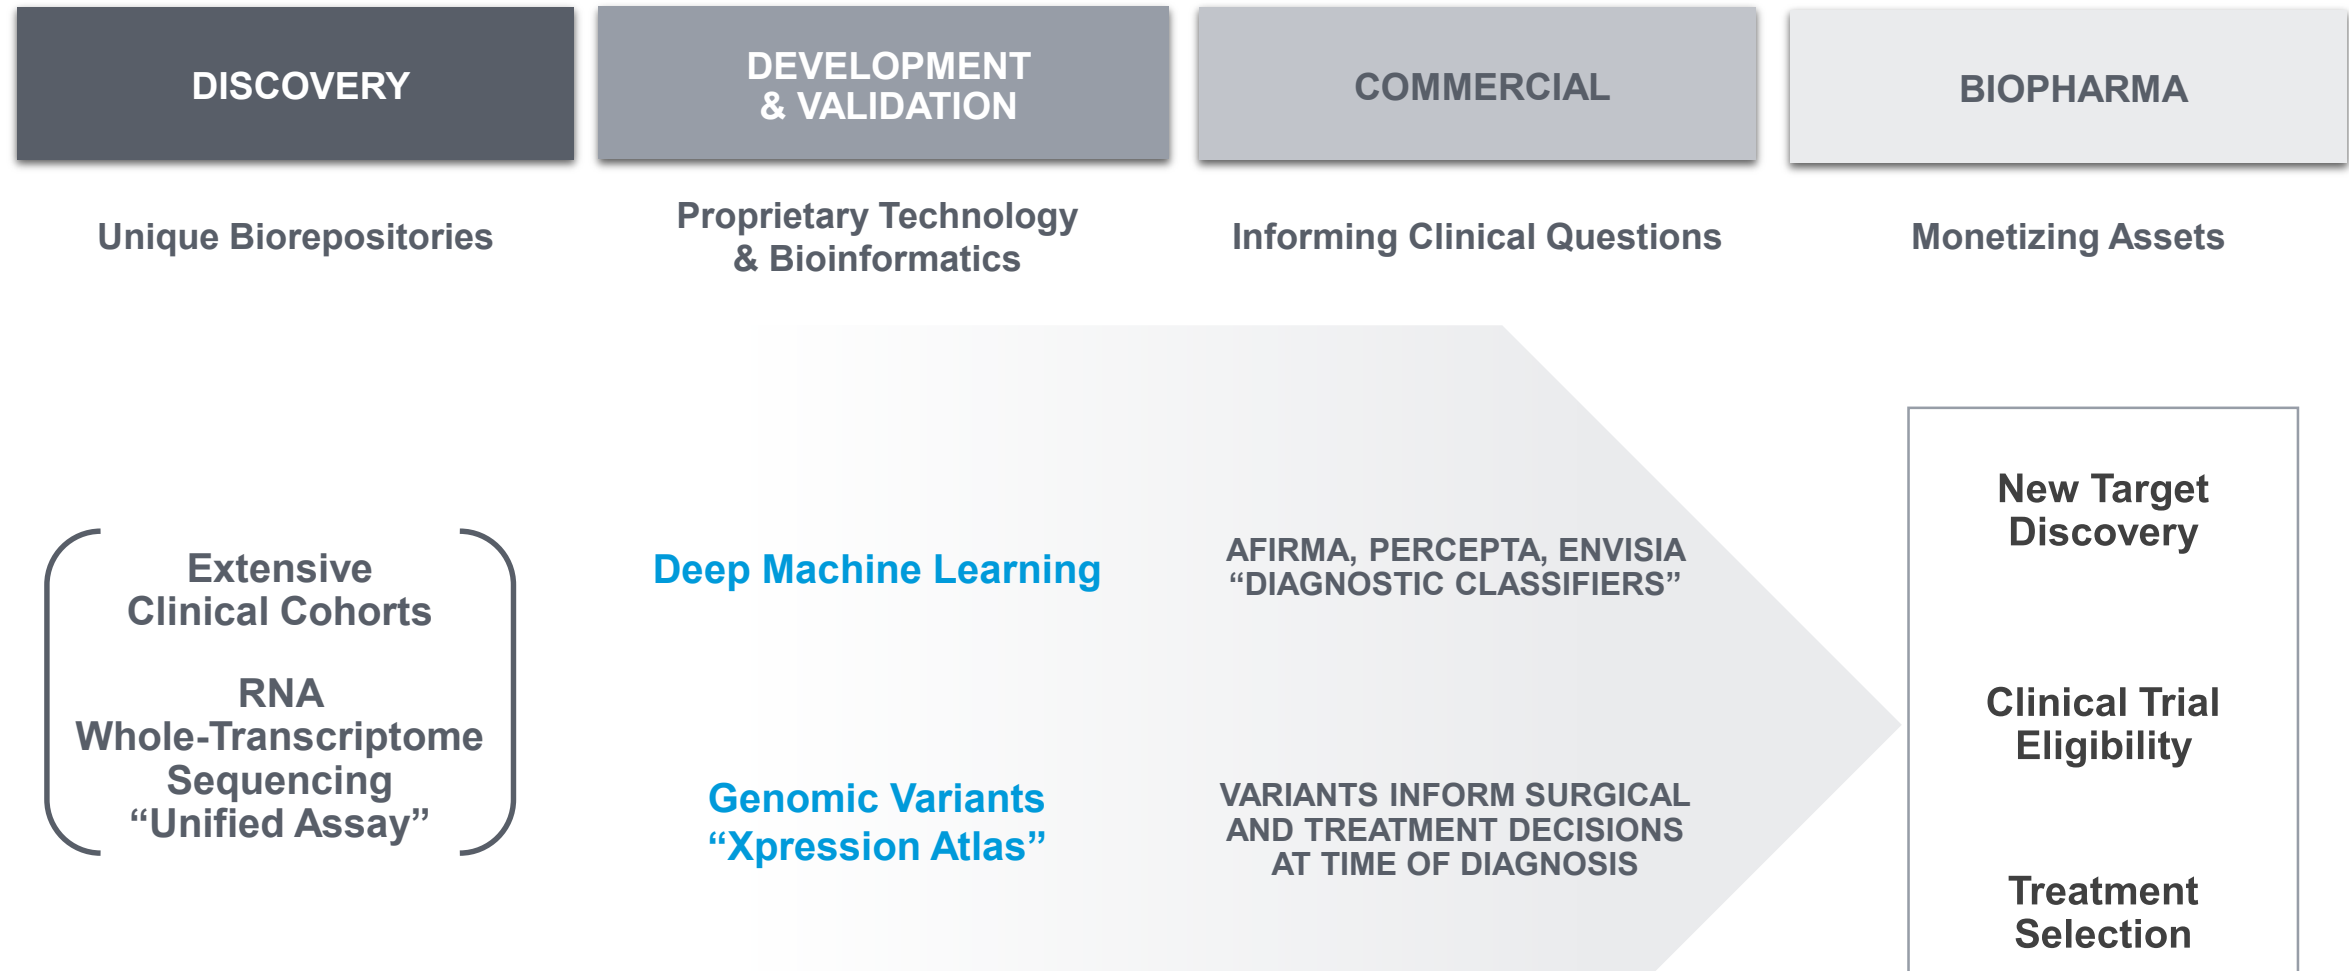 DISCOVERY
DEVELOPMENT
& VALIDATION
COMMERCIAL
BIOPHARMA
Unique Biorepositories
Proprietary Technology
& Bioinformatics
Informing Clinical Questions
Monetizing Assets
Extensive
Clinical Cohorts
RNA
Whole-Transcriptome
Sequencing
“Unified Assay”
Deep Machine Learning
Genomic Variants
“Xpression Atlas”
AFIRMA, PERCEPTA, ENVISIA
“DIAGNOSTIC CLASSIFIERS”
VARIANTS INFORM SURGICAL
AND TREATMENT DECISIONS
AT TIME OF DIAGNOSIS
New Target
Discovery
Clinical Trial
Eligibility
Treatment
Selection